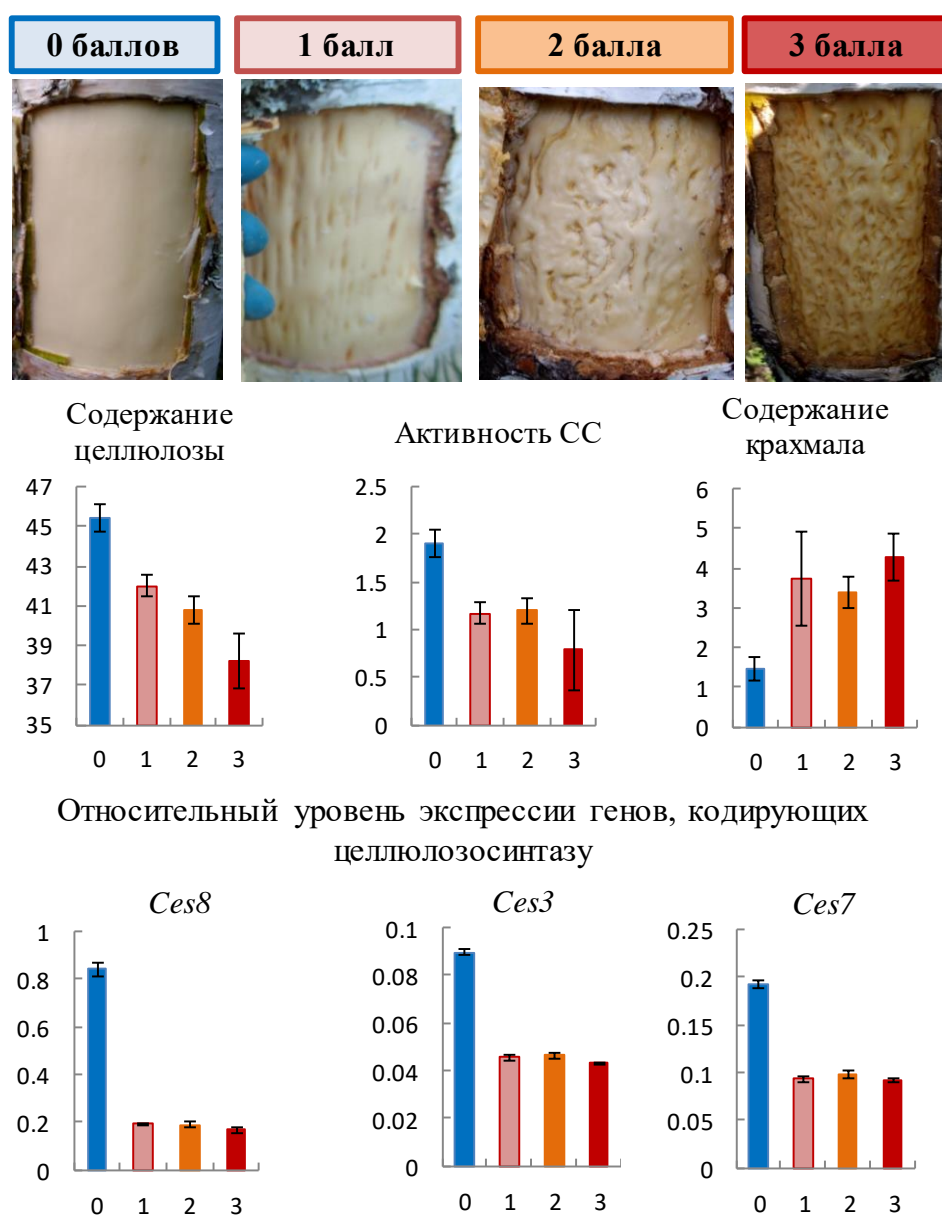 0 баллов
1 балл
2 балла
3 балла
Содержание
целлюлозы
47
45
43
41
39
37
35
0 1 2 3
Активность СС
2.5
2
1.5
1
0.5
0
0 1 2 3
Содержание
крахмала
6
5
4
3
2
1
0
0 1 2 3
Относительный уровень экспрессии генов, кодирующих
целлюлозосинтазу
Ces8
1
0.8
0.6
0.4
0.2
0
0 1 2 3
Ces3
0.1
0.08
0.06
0.04
0.02
0
0 1 2 3
Ces7
0.25
0.2
0.15
0.1
0.05
0
0 1 2 3